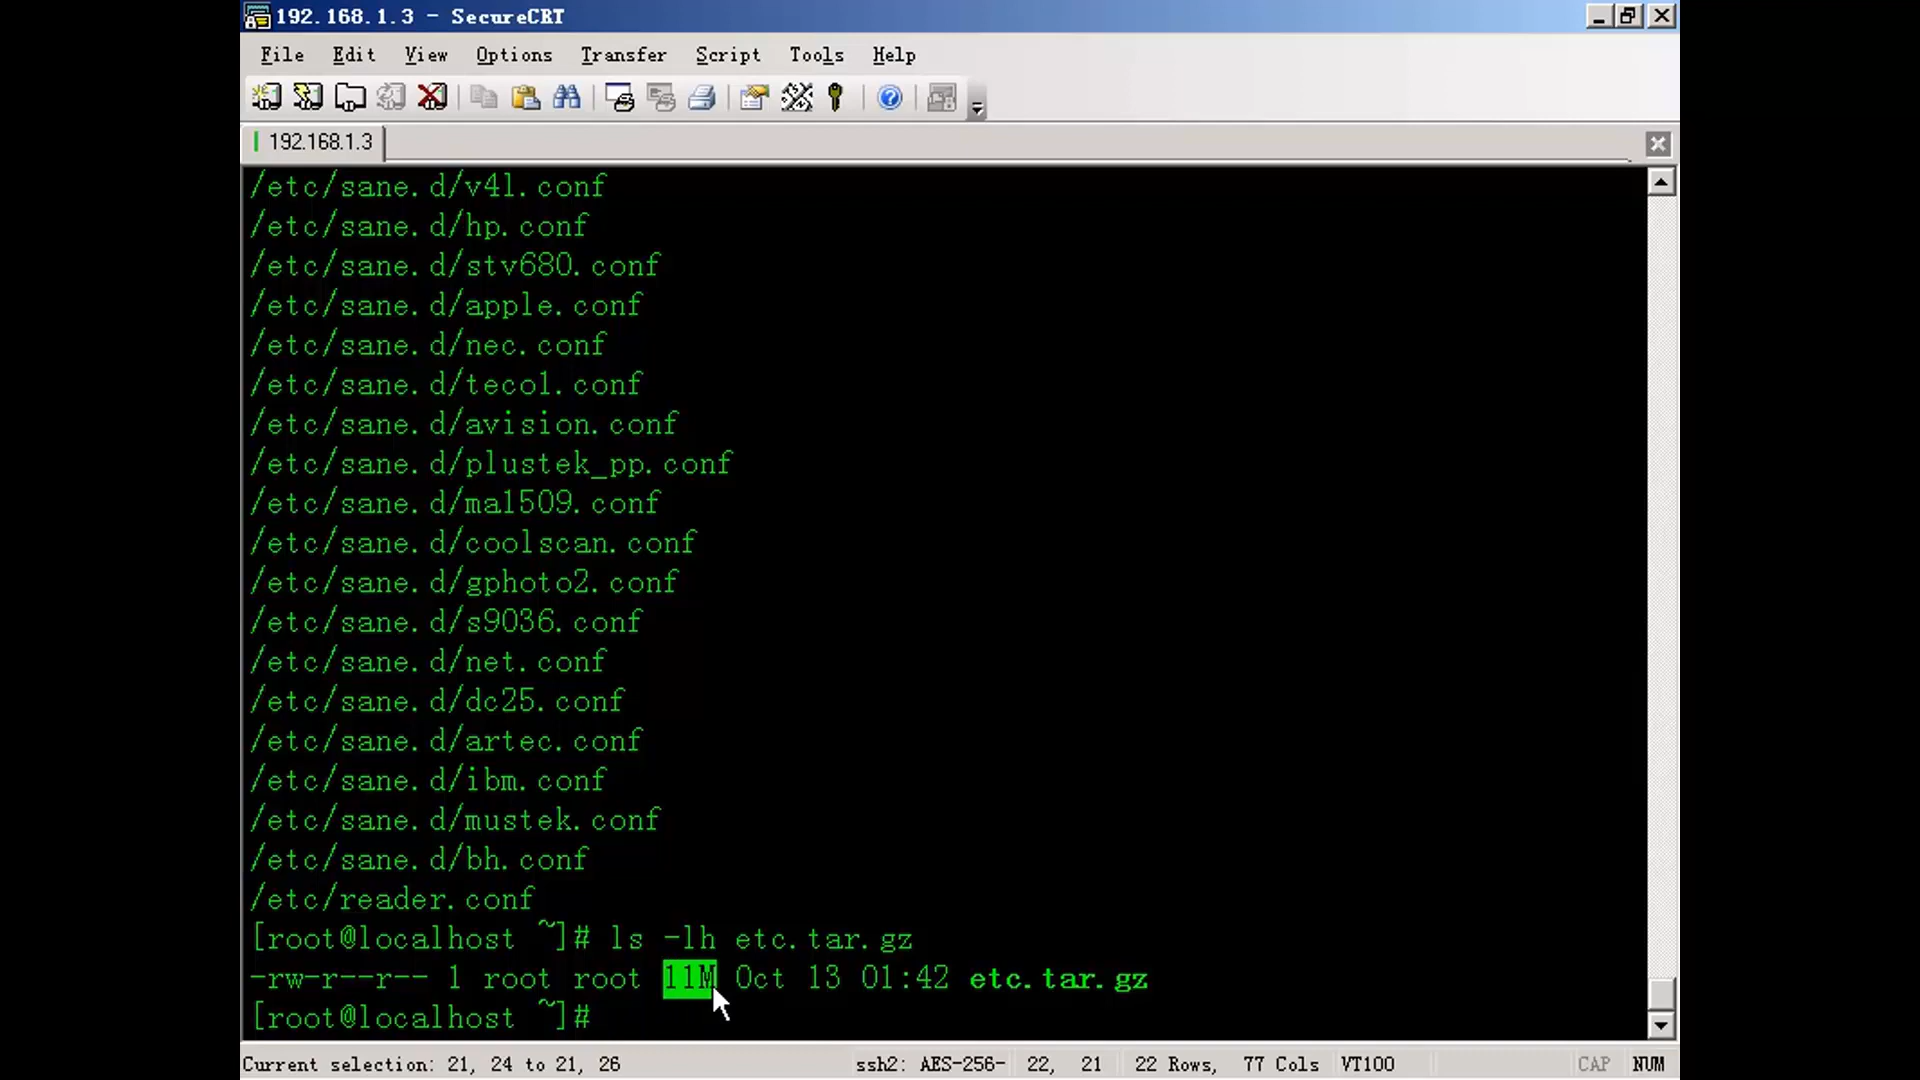 192.168.1.3 - SecureCRT
File Edit View Options Transfer Script Tools Help
192.168.1.3
/etc/sane.d/v4l.conf
/etc/sane.d/hp.conf
/etc/sane.d/stv680.conf
/etc/sane.d/apple.conf
/etc/sane.d/nec.conf
/etc/sane.d/teco1.conf
/etc/sane.d/avision.conf
/etc/sane.d/plustek_pp.conf
/etc/sane.d/ma1509.conf
/etc/sane.d/coolscan.conf
/etc/sane.d/gphoto2.conf
/etc/sane.d/s9036.conf
/etc/sane.d/net.conf
/etc/sane.d/dc25.conf
/etc/sane.d/artec.conf
/etc/sane.d/ibm.conf
/etc/sane.d/mustek.conf
/etc/sane.d/bh.conf
/etc/reader.conf
[root@localhost ~]# ls -lh etc.tar.gz
-rw-r--r-- 1 root root 11M Oct 13 01:42 etc.tar.gz
[root@localhost ~]#
Current selection: 21, 24 to 21, 26 ssh2: AES-256- 22, 21 22 Rows, 77 Cols VT100 CAP NUM